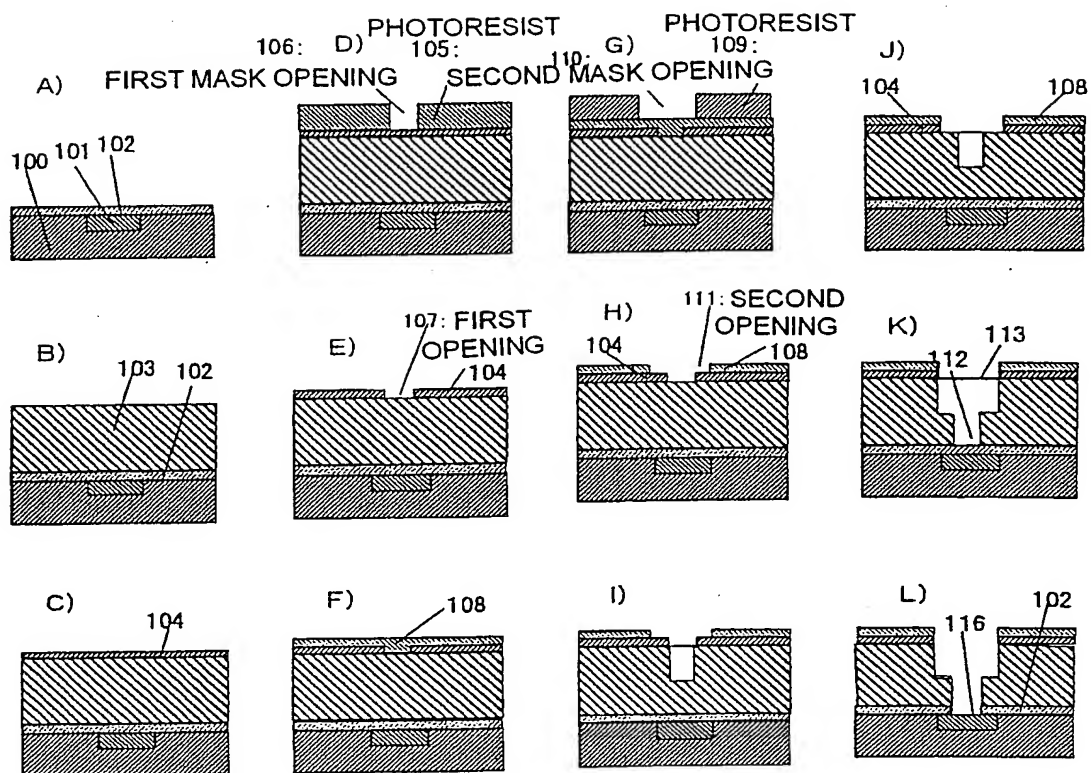 PHOTORESIST
PHOTORESIST
106: D) 105: 110: G) 109:
A) FIRST MASK OPENING SECOND MASK OPENING J)
104 108
100 101 102
B) 103 102
E) 107: FIRST OPENING 104
H) 111: SECOND OPENING
104 108
K) 113
112
C) 104
F) 108
I)
L) 116 102